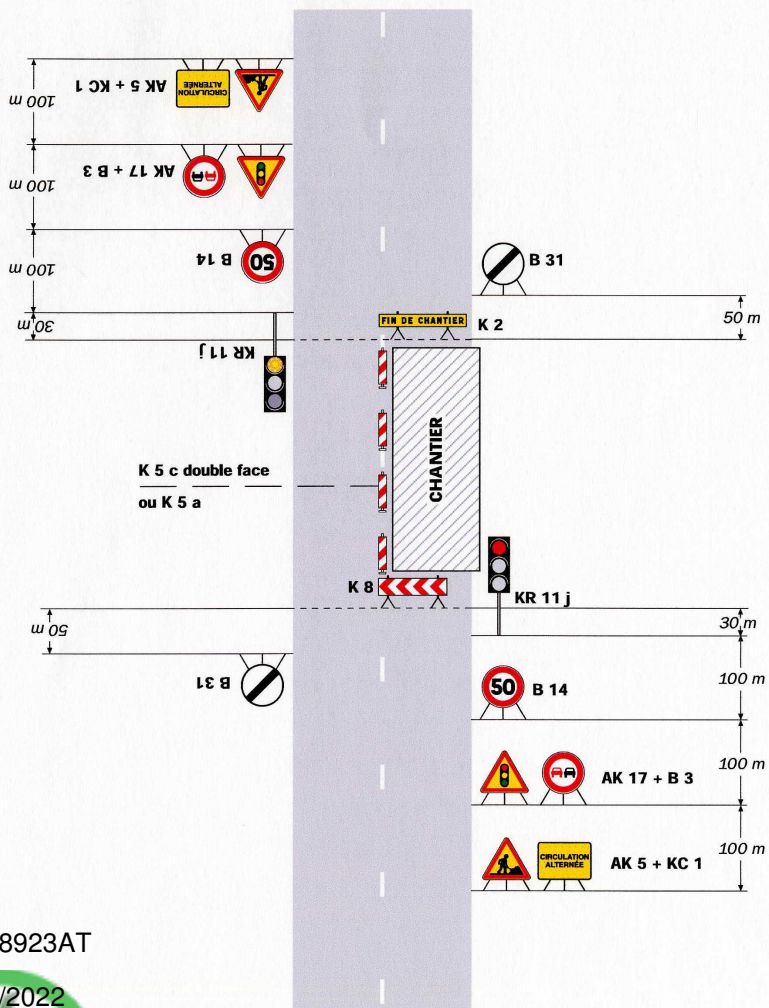 100 m
AK 5 + KC 1
CIRCULATION
ALTERNÉE
100 m
AK 17 + B 3
100 m
B 14
50
B 31
30 m
KR 11 j
FIN DE CHANTIER
K 2
50 m
CHANTIER
K 5 c double face
ou K 5 a
K 8
KR 11 j
50 m
30 m
B 31
50
B 14
100 m
AK 17 + B 3
100 m
CIRCULATION
ALTERNÉE
AK 5 + KC 1
100 m
8923AT
/2022